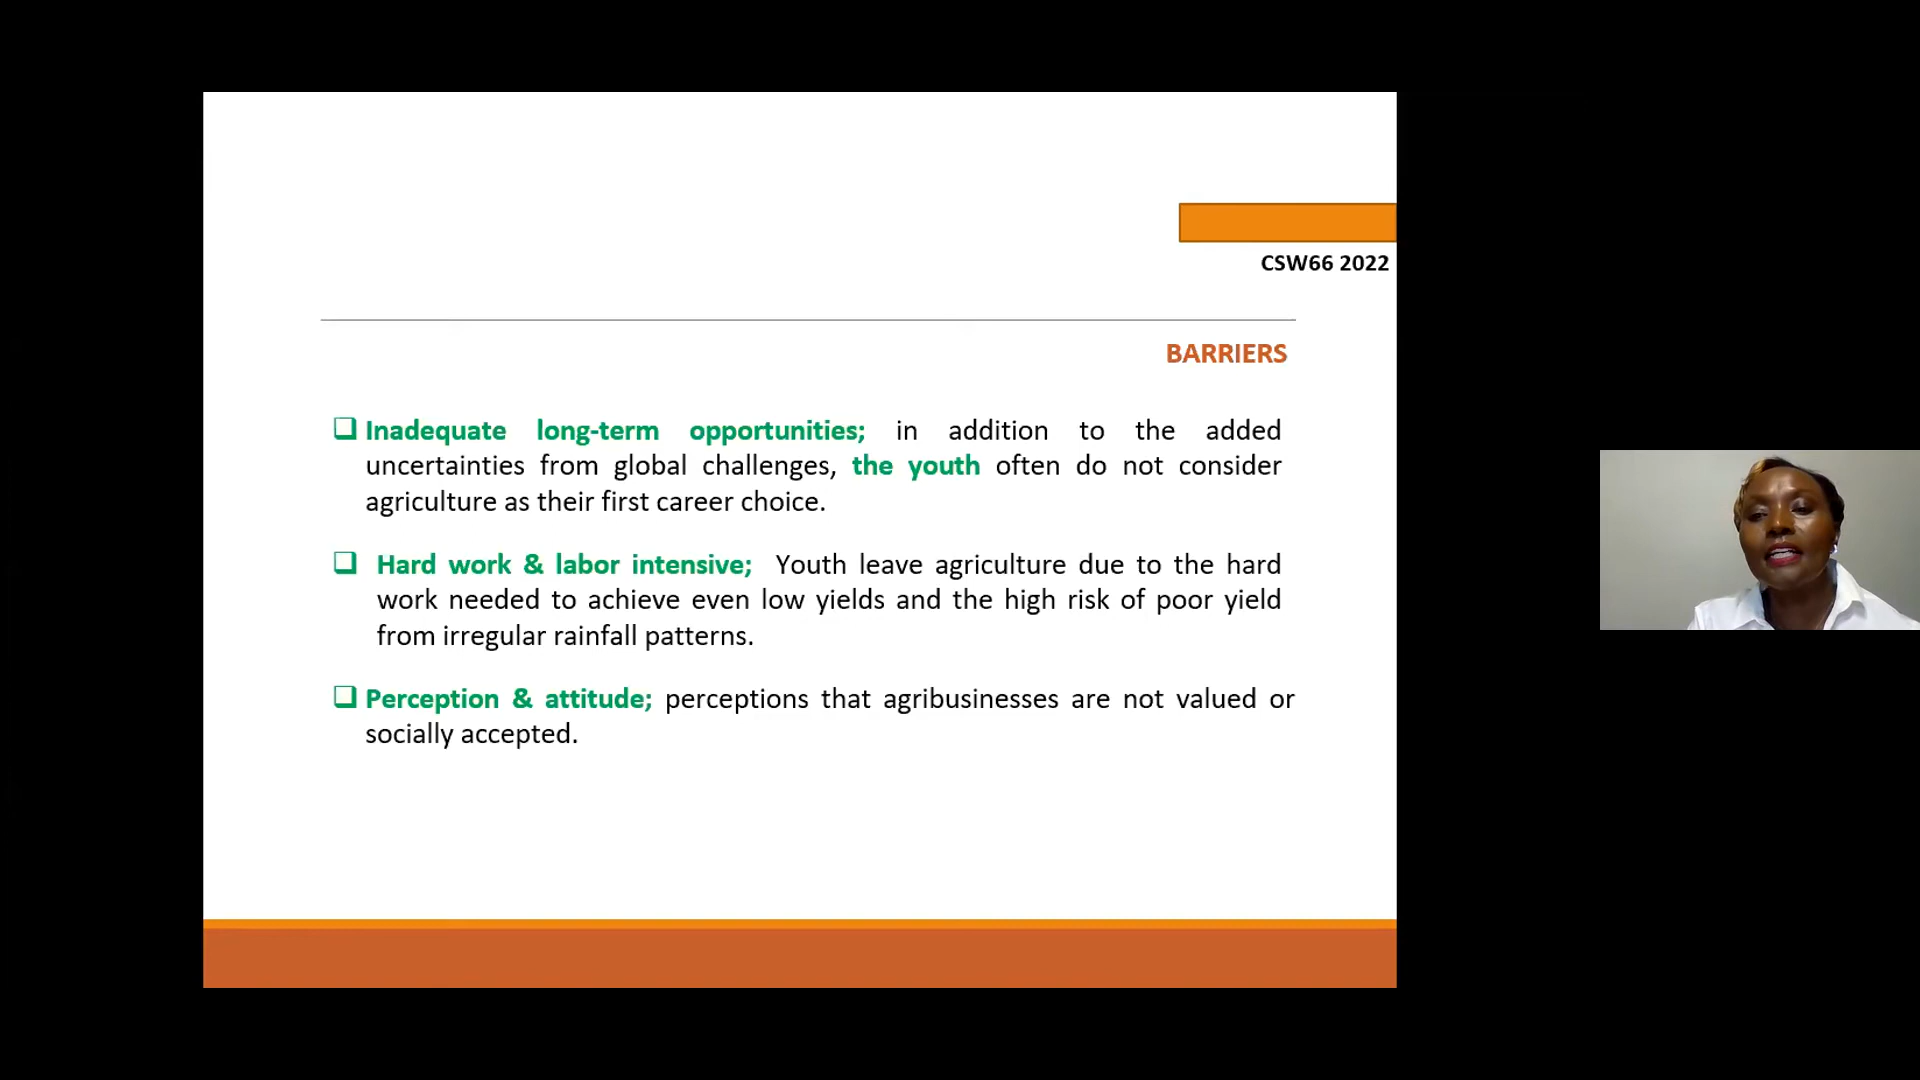 CSW66 2022
BARRIERS
Inadequate long-term opportunities; in addition to the added
uncertainties from global challenges, the youth often do not consider
agriculture as their first career choice.
Hard work & labor intensive; Youth leave agriculture due to the hard
work needed to achieve even low yields and the high risk of poor yield
from irregular rainfall patterns.
Perception & attitude; perceptions that agribusinesses are not valued or
socially accepted.